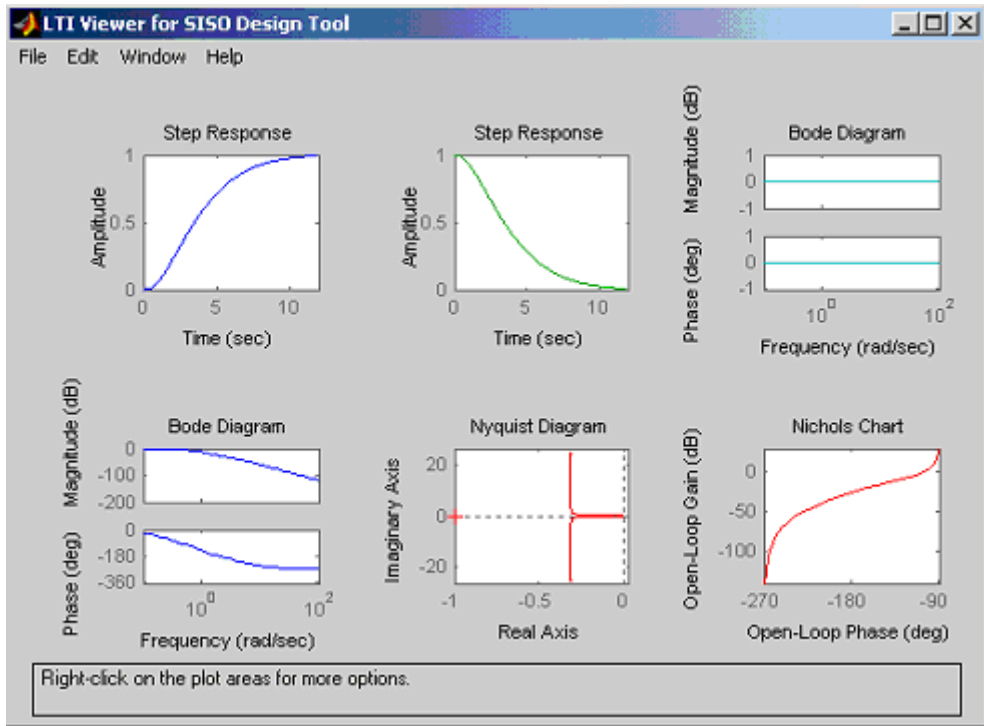 LTI Viewer for SISO Design Tool
File Edit Window Help
Step Response
Amplitude
1
0.5
0
0 5 10
Time (sec)
Step Response
Amplitude
1
0.5
0
0 5 10
Time (sec)
Bode Diagram
Magnitude (dB)
1
0
-1
Phase (deg)
1
0
-1
10^0 10^2
Frequency (rad/sec)
Bode Diagram
Magnitude (dB)
0
-100
-200
Phase (deg)
0
-180
-360
10^0 10^2
Frequency (rad/sec)
Nyquist Diagram
Imaginary Axis
20
0
-20
-1 -0.5 0
Real Axis
Nichols Chart
Open-Loop Gain (dB)
0
-50
-100
-270 -180 -90
Open-Loop Phase (deg)
Right-click on the plot areas for more options.